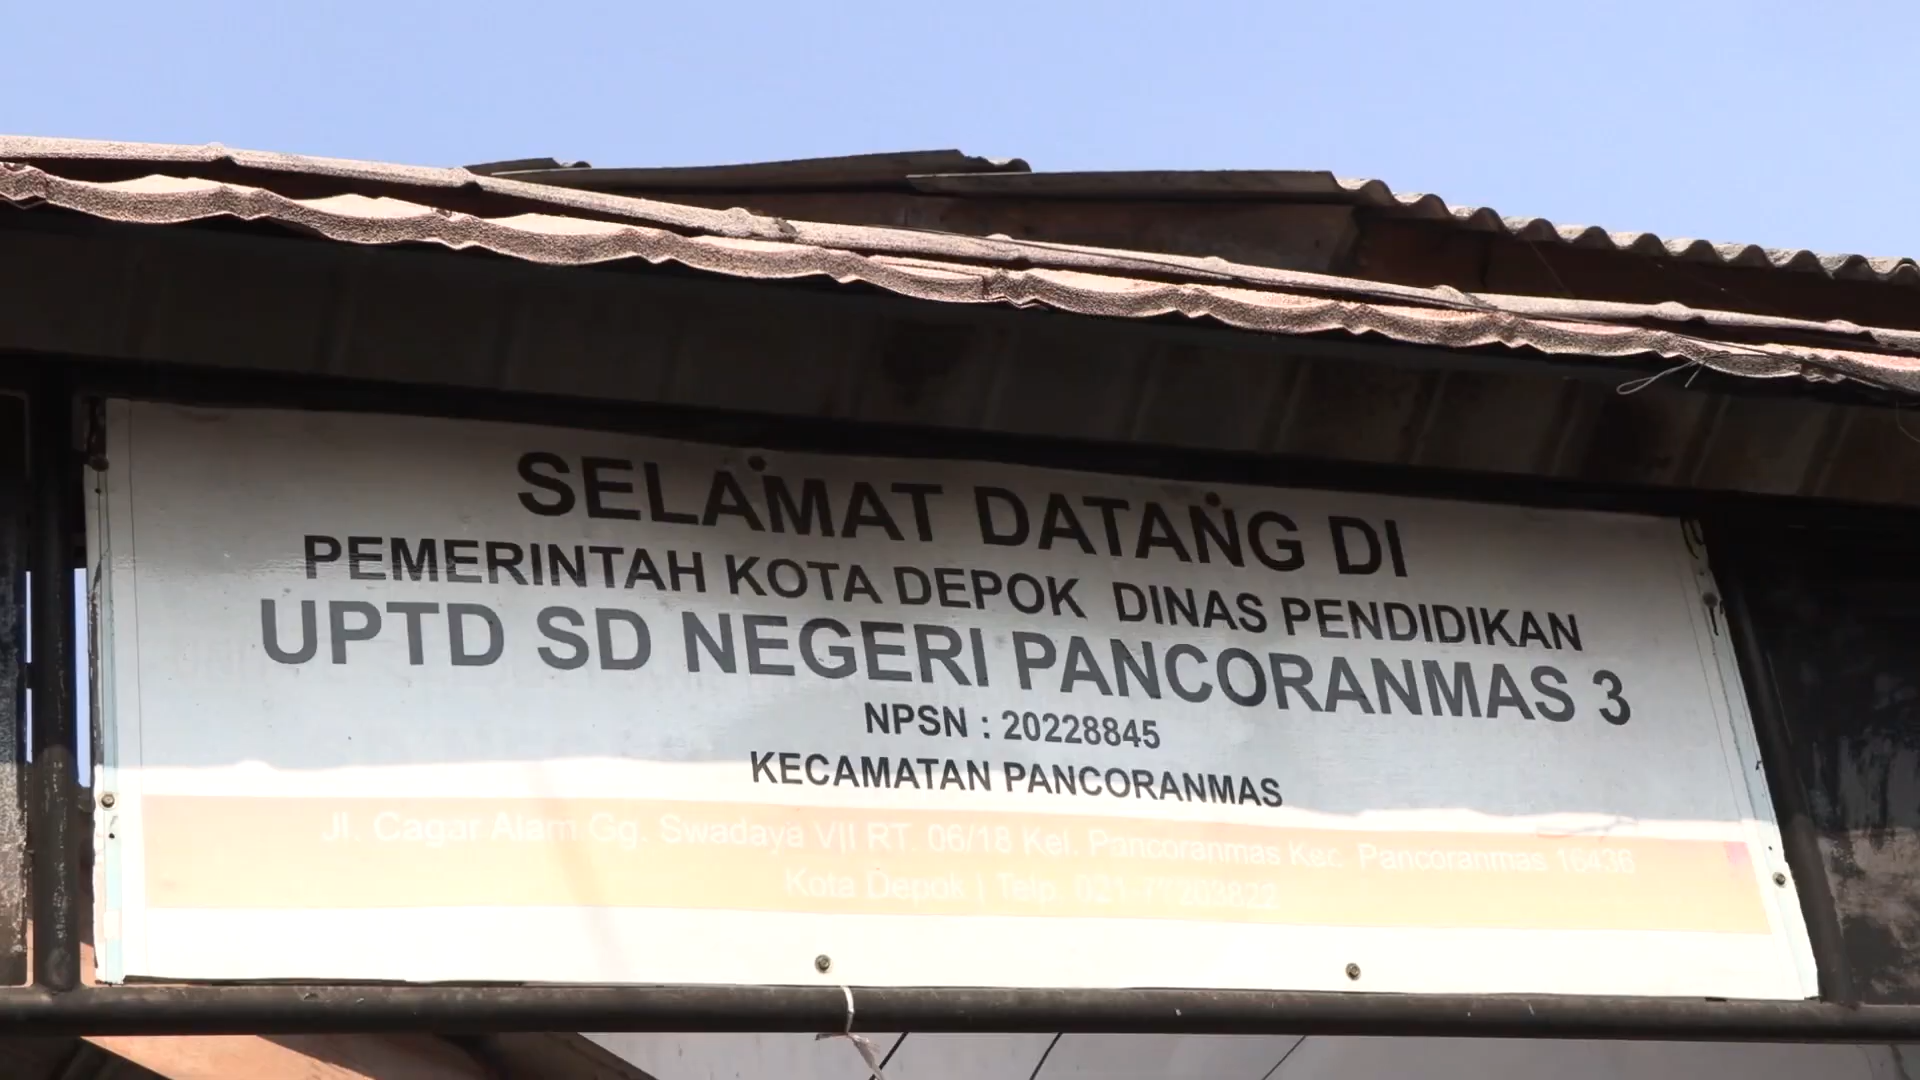 SELAMAT DATANG DI
PEMERINTAH KOTA DEPOK DINAS PENDIDIKAN
UPTD SD NEGERI PANCORANMAS 3
NPSN : 20228845
KECAMATAN PANCORANMAS
Jl. Cagar Alam Gg. Swadaya VII RT. 06/18 Kel. Pancoranmas Kec. Pancoranmas 16436
Kota Depok | Telp.